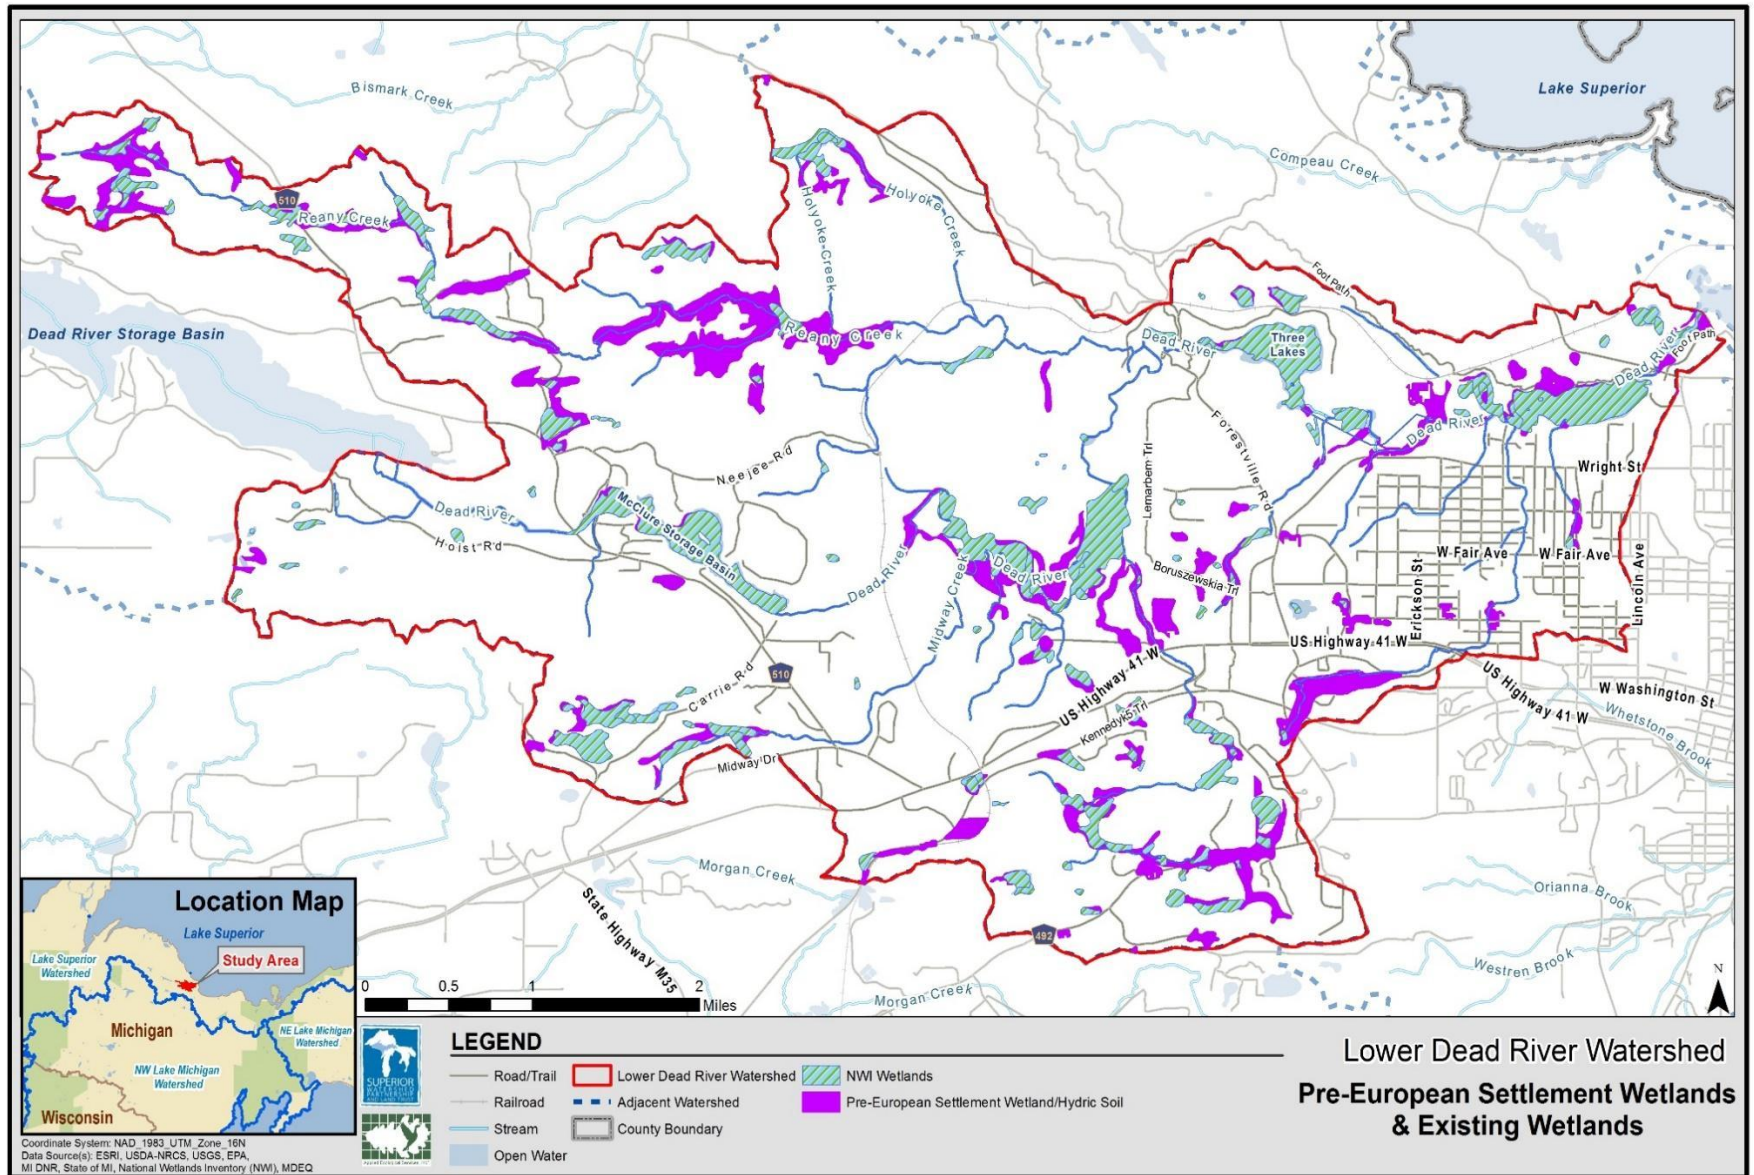 Bismark Creek
Lake Superior
Compeau Creek
510
Reany Creek
Holyoke Creek
Holyoke Creek
Foot Path
Dead River Storage Basin
Reany Creek
Dead River
Three Lakes
Dead River
Foot Path
Dead River
Forestville Rd
Lemarbem Trl
Neejee Rd
Wright St
McClure Storage Basin
Dead River
Hoist Rd
Dead River
Midway Creek
Dead River
Boruszewskia Trl
W Fair Ave
W Fair Ave
Erickson St
Lincoln Ave
US Highway 41 W
US Highway 41 W
510
Carrie Rd
Kennedyk5 Trl
US Highway 41 W
W Washington St
Whetstone Brook
Midway Dr
Morgan Creek
State Highway M35
Orianna Brook
492
Westren Brook
Morgan Creek
N
Location Map
Lake Superior
Study Area
Lake Superior Watershed
Michigan
NE Lake Michigan Watershed
NW Lake Michigan Watershed
Wisconsin
0 0.5 1 2 Miles
Coordinate System: NAD_1983_UTM_Zone_16N
Data Source(s): ESRI, USDA-NRCS, USGS, EPA,
MI DNR, State of MI, National Wetlands Inventory (NWI), MDEQ
SUPERIOR
WATERSHED
PARTNERSHIP
AND LAND TRUST
LEGEND
Road/Trail
Railroad
Stream
Open Water
Lower Dead River Watershed
Adjacent Watershed
County Boundary
NWI Wetlands
Pre-European Settlement Wetland/Hydric Soil
Lower Dead River Watershed
Pre-European Settlement Wetlands
& Existing Wetlands